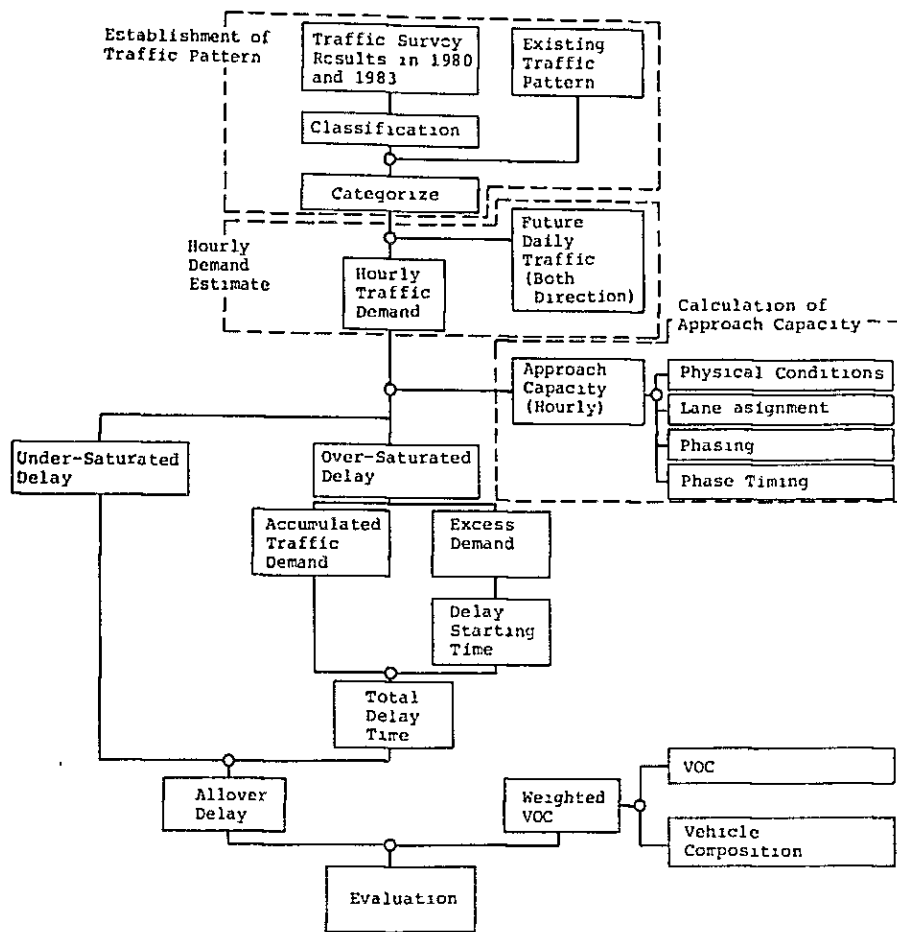 Establishment of
Traffic Pattern
Traffic Survey
Results in 1980
and 1983
Existing
Traffic
Pattern
Classification
Categorize
Hourly
Demand
Estimate
Hourly
Traffic
Demand
Future
Daily
Traffic
(Both
Direction)
Calculation of
Approach Capacity
Approach
Capacity
(Hourly)
Physical Conditions
Lane asignment
Phasing
Phase Timing
Under-Saturated
Delay
Over-Saturated
Delay
Accumulated
Traffic
Demand
Excess
Demand
Delay
Starting
Time
Total
Delay
Time
Allover
Delay
Weighted
VOC
VOC
Vehicle
Composition
Evaluation